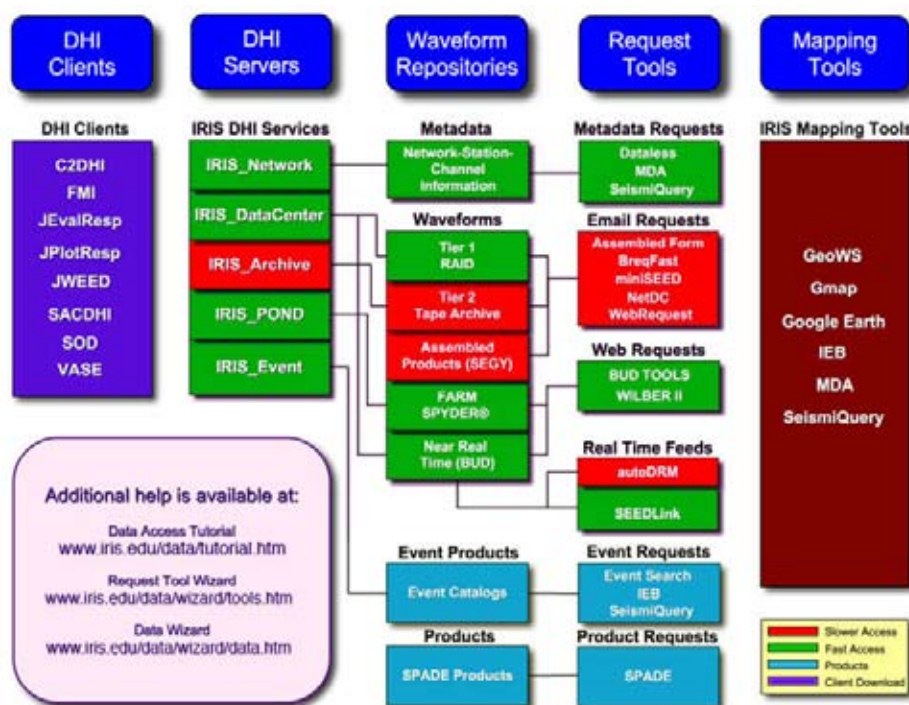 DHI
Clients
DHI
Servers
Waveform
Repositories
Request
Tools
Mapping
Tools
DHI Clients
C2DHI
FMI
JEvalResp
JPlotResp
JWEED
SACDHI
SOD
VASE
IRIS DHI Services
IRIS_Network
IRIS_DataCenter
IRIS_Archive
IRIS_POND
IRIS_Event
Metadata
Network-Station-
Channel
Information
Waveforms
Tier 1
RAID
Tier 2
Tape Archive
Assembled
Products (SEGY)
FARM
SPYDER®
Near Real
Time (BUD)
Event Products
Event Catalogs
Products
SPADE Products
Metadata Requests
Dataless
MDA
SeismiQuery
Email Requests
Assembled Form
BreqFast
miniSEED
NetDC
WebRequest
Web Requests
BUD TOOLS
WILBER II
Real Time Feeds
autoDRM
SEEDLink
Event Requests
Event Search
IEB
SeismiQuery
Product Requests
SPADE
IRIS Mapping Tools
GeoWS
Gmap
Google Earth
IEB
MDA
SeismiQuery
Additional help is available at:
Data Access Tutorial
www.iris.edu/data/tutorial.htm
Request Tool Wizard
www.iris.edu/data/wizard/tools.htm
Data Wizard
www.iris.edu/data/wizard/data.htm
Slower Access
Fast Access
Products
Client Download